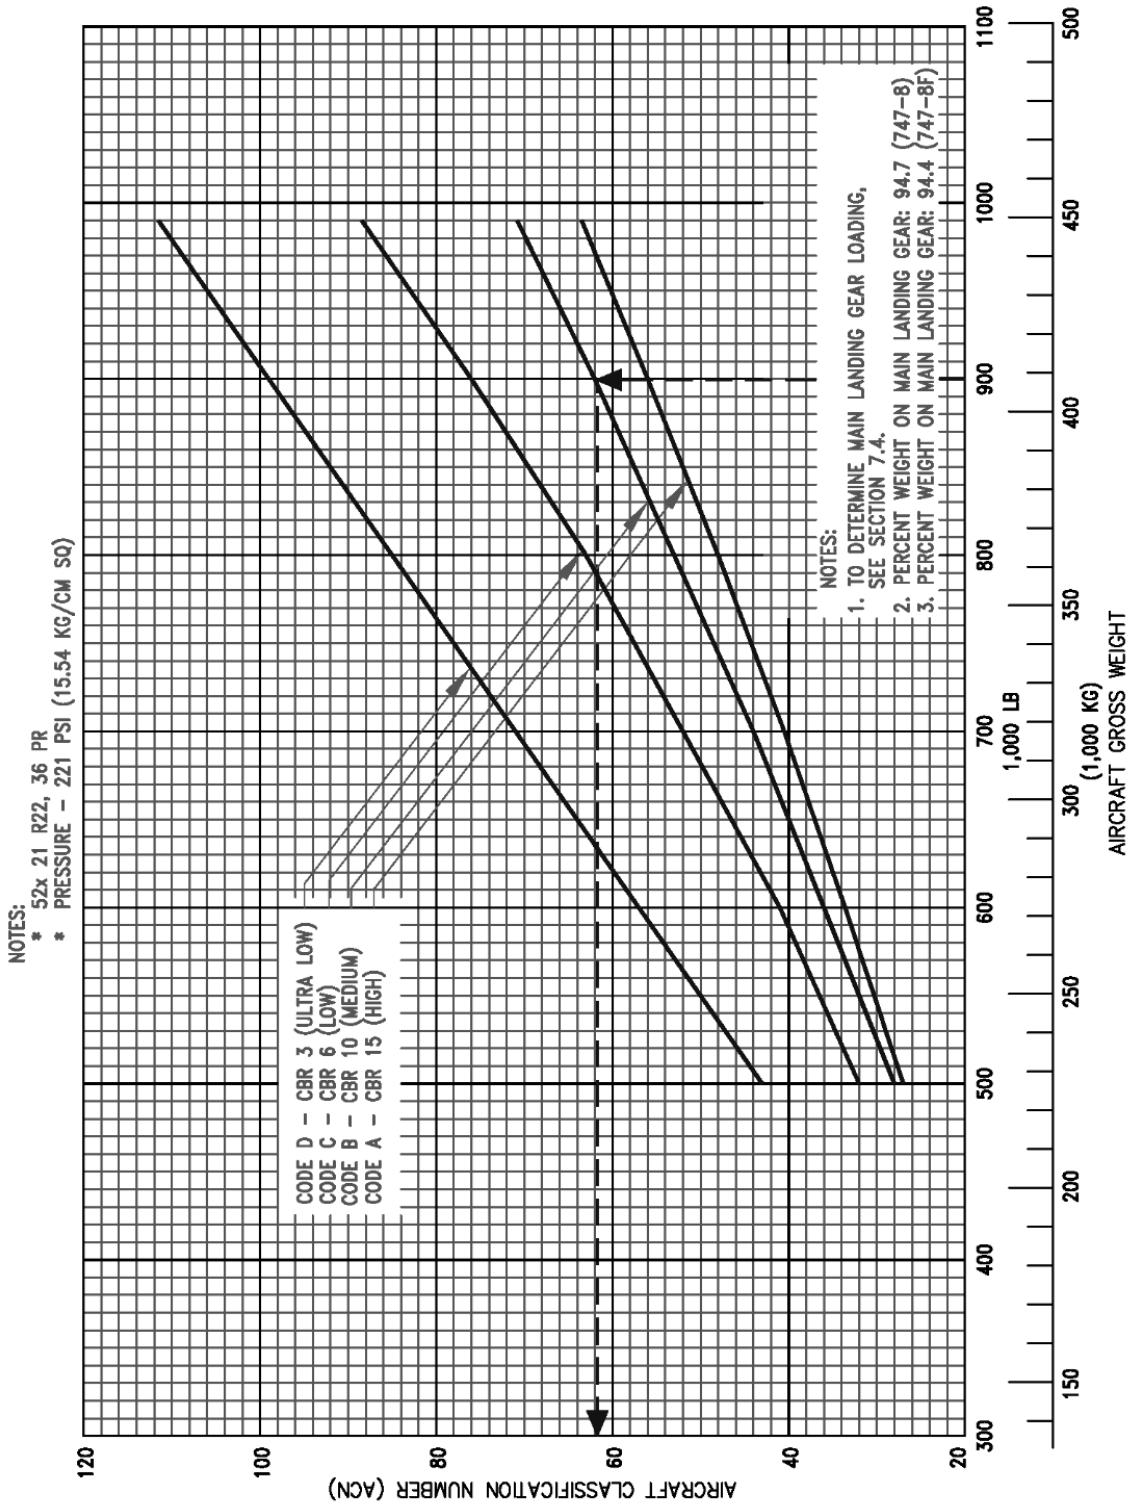 NOTES:
* 52x 21 R22, 36 PR
* PRESSURE - 221 PSI (15.54 KG/CM SQ)
CODE D - CBR 3 (ULTRA LOW)
CODE C - CBR 6 (LOW)
CODE B - CBR 10 (MEDIUM)
CODE A - CBR 15 (HIGH)
NOTES:
1. TO DETERMINE MAIN LANDING GEAR LOADING,
SEE SECTION 7.4.
2. PERCENT WEIGHT ON MAIN LANDING GEAR: 94.7 (747-8)
3. PERCENT WEIGHT ON MAIN LANDING GEAR: 94.4 (747-8F)
AIRCRAFT CLASSIFICATION NUMBER (ACN)
120
100
80
60
40
20
300 400 500 600 700 800 900 1000 1100
1,000 LB
150 200 250 300 350 400 450 500
(1,000 KG)
AIRCRAFT GROSS WEIGHT